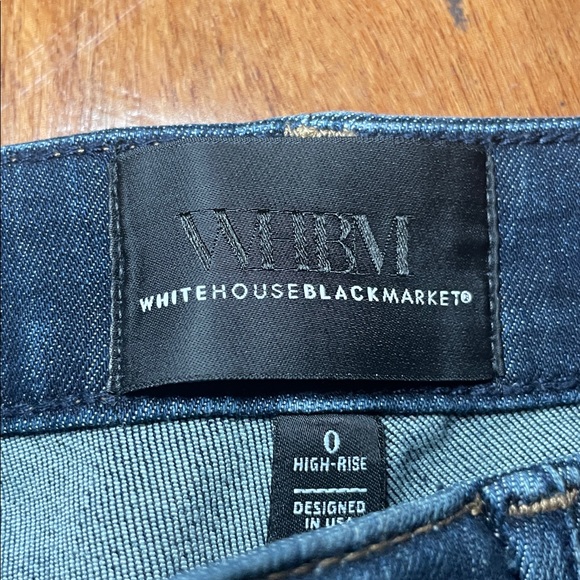 WHBM
WHITEHOUSEBLACKMARKET®
0
HIGH-RISE
DESIGNED
IN USA